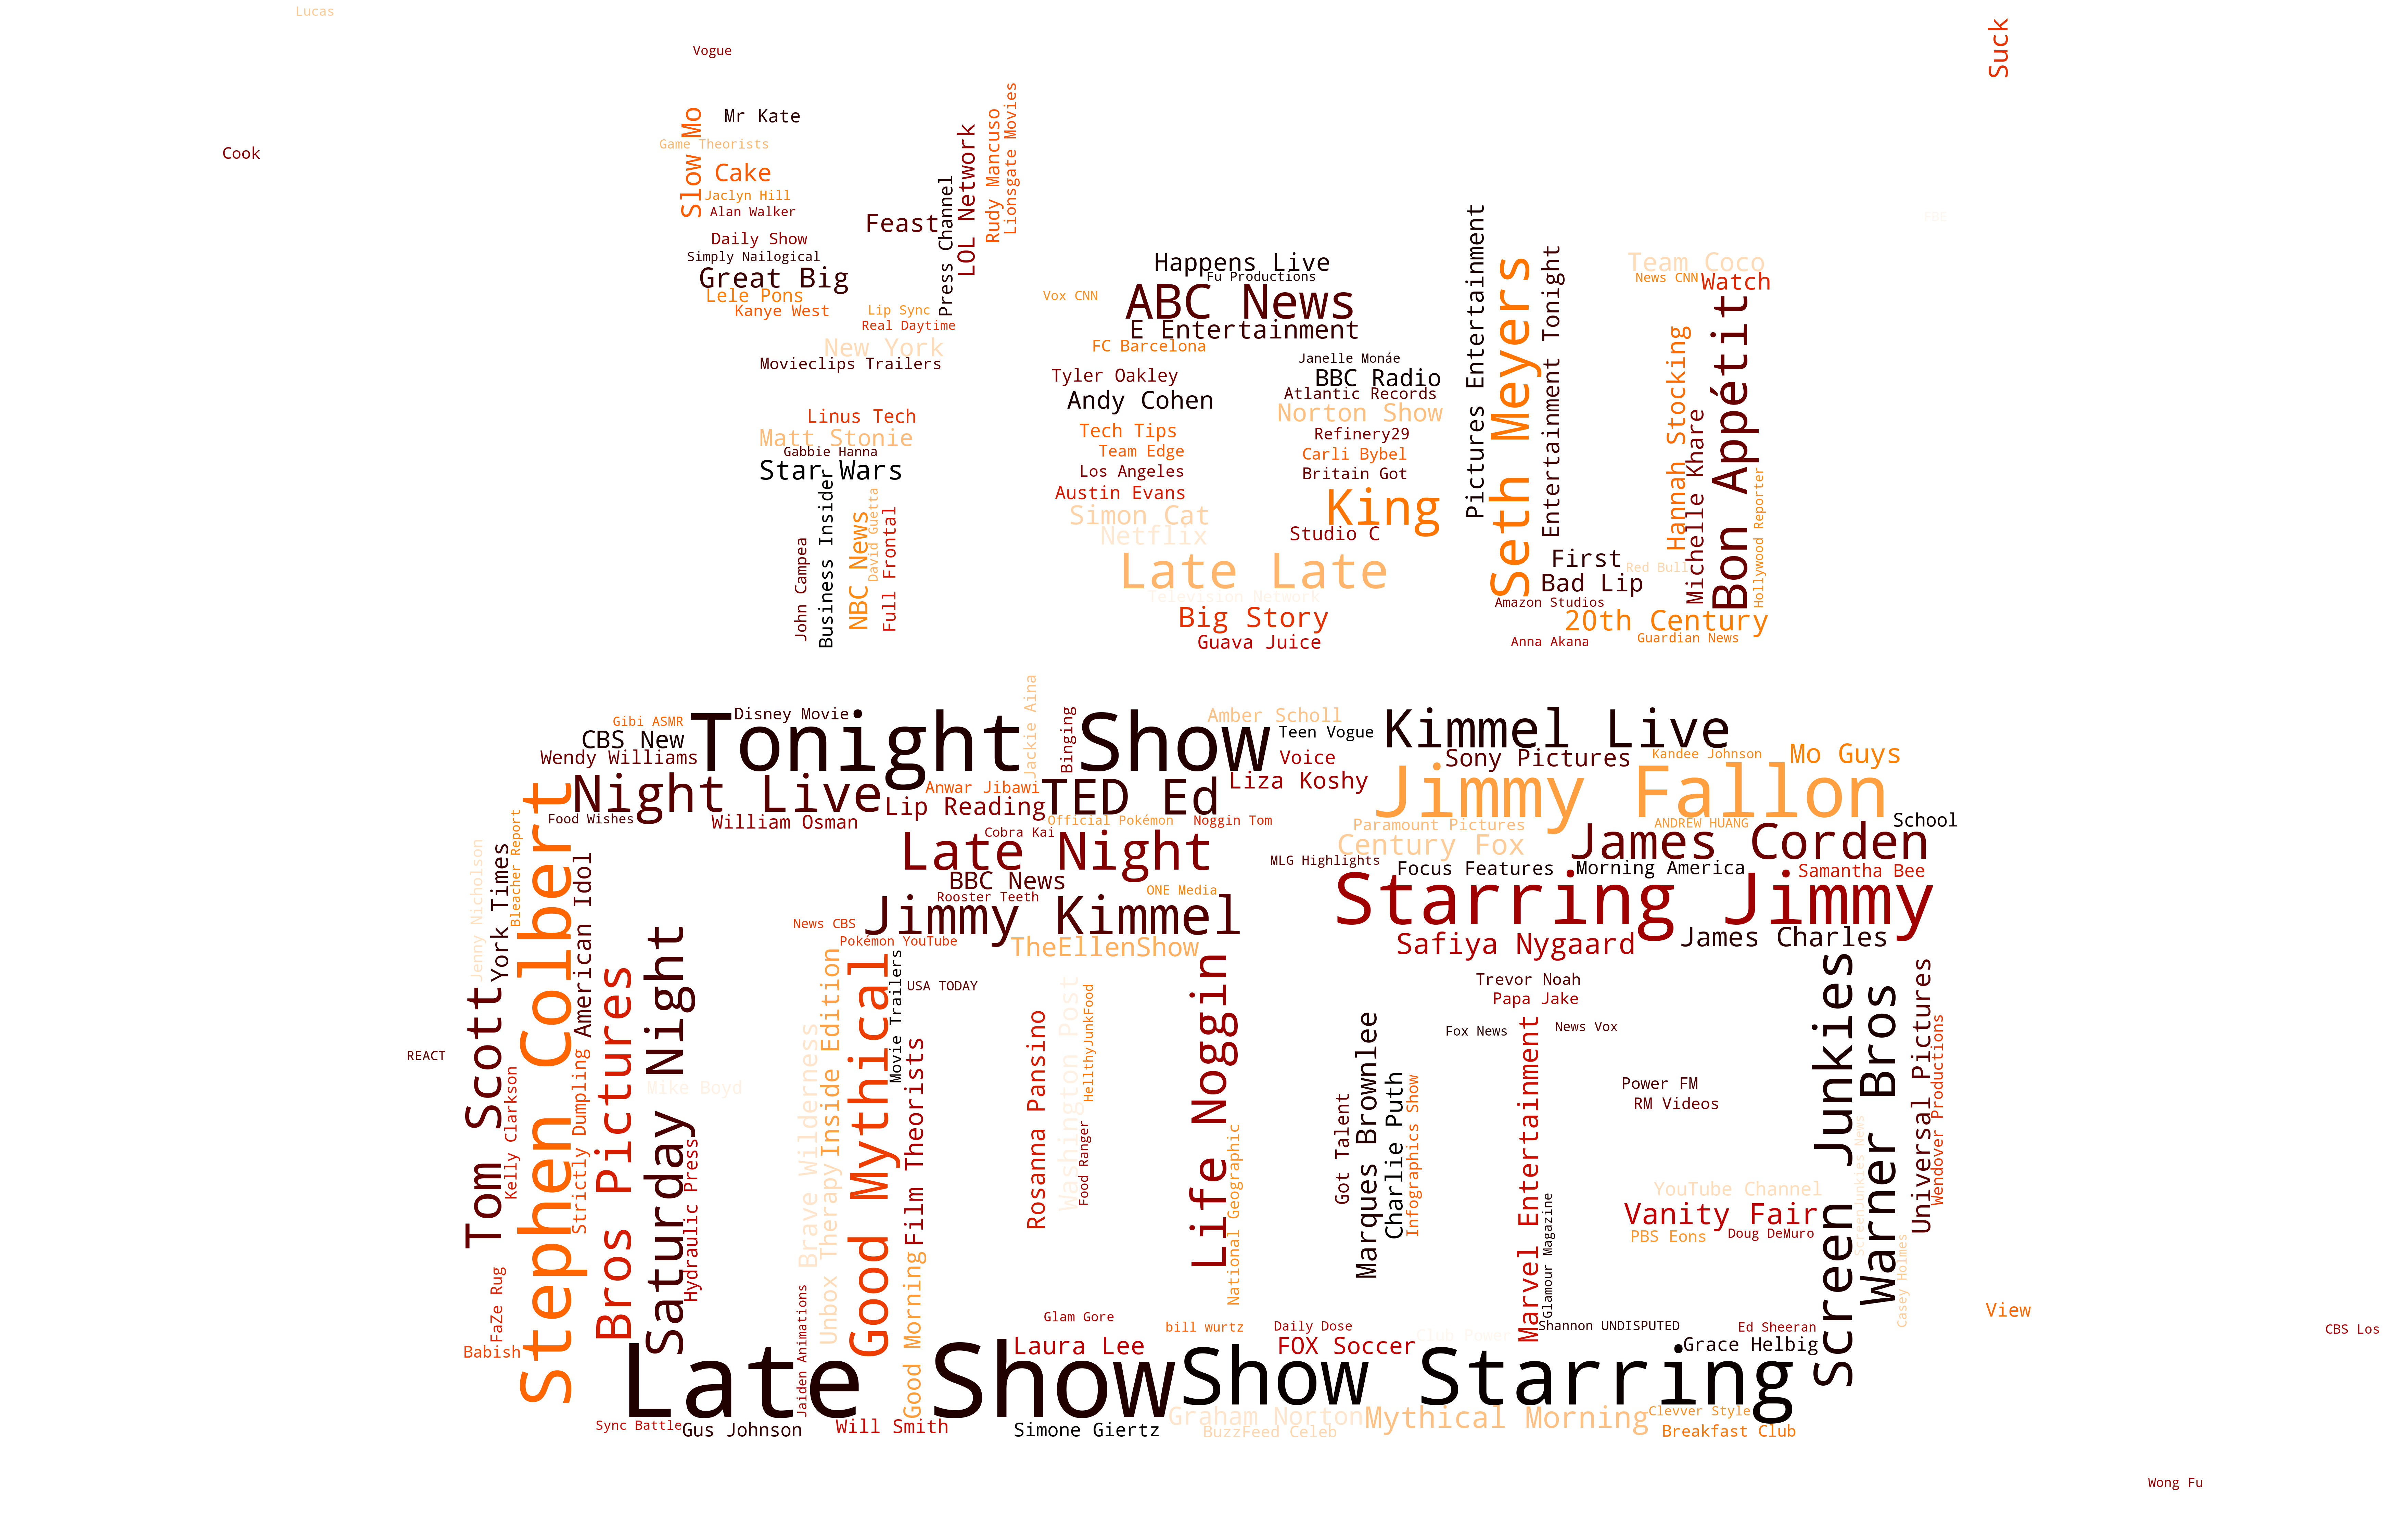 Lucas
Suck
Vogue
Slow Mo
Mr Kate
Game Theorists
Cook
Cake
Jaclyn Hill
Alan Walker
Daily Show
Simply Nailogical
Great Big
Lele Pons
Kanye West
Feast
Press Channel
LOL Network
Rudy Mancuso
Lionsgate Movies
Lip Sync
Real Daytime
New York
Movieclips Trailers
Linus Tech
Matt Stonie
Gabbie Hanna
Star Wars
John Campea
Business Insider
NBC News
David Guetta
Full Frontal
Happens Live
Fu Productions
Vox CNN
ABC News
E Entertainment
FC Barcelona
Tyler Oakley
Andy Cohen
Tech Tips
Team Edge
Los Angeles
Austin Evans
Simon Cat
Netflix
Janelle Monáe
BBC Radio
Atlantic Records
Norton Show
Refinery29
Carli Bybel
Britain Got
King
Studio C
Late Late
Television Network
Big Story
Guava Juice
Pictures Entertainment
Seth Meyers
Entertainment Tonight
Team Coco
News CNN
Watch
Hannah Stocking
Michelle Khare
Bon Appétit
Hollywood Reporter
First
Red Bull
Bad Lip
Amazon Studios
20th Century
Anna Akana
Guardian News
Gibi ASMR
CBS New
Wendy Williams
Tonight Show
Disney Movie
Jackie Aina
Binging
Amber Scholl
Teen Vogue
Voice
Liza Koshy
Kimmel Live
Sony Pictures
Kandee Johnson
Mo Guys
Night Live
Anwar Jibawi
Lip Reading
TED Ed
Jimmy Fallon
Food Wishes
William Osman
Official Pokémon
Noggin Tom
Cobra Kai
Late Night
Paramount Pictures
Century Fox
ANDREW HUANG
School
James Corden
MLG Highlights
Focus Features
Morning America
Samantha Bee
BBC News
Rooster Teeth
ONE Media
Starring Jimmy
Jimmy Kimmel
News CBS
Pokémon YouTube
TheEllenShow
Safiya Nygaard
James Charles
Jenny Nicholson
York Times
Bleacher Report
Stephen Colbert
American Idol
Tom Scott
Kelly Clarkson
Strictly Dumpling
Bros Pictures
Saturday Night
Mike Boyd
Hydraulic Press
REACT
FaZe Rug
Babish
Brave Wilderness
Inside Edition
Unbox Therapy
Jaiden Animations
Good Mythical
Movie Trailers
USA TODAY
Film Theorists
Good Morning
Rosanna Pansino
Washington Post
HellthyJunkFood
Food Ranger
Life Noggin
National Geographic
Got Talent
Marques Brownlee
Charlie Puth
Infographics Show
Trevor Noah
Papa Jake
Fox News
News Vox
Marvel Entertainment
Glamour Magazine
Power FM
RM Videos
YouTube Channel
Vanity Fair
PBS Eons
Doug DeMuro
Screen Junkies
ScreenJunkies News
Warner Bros
Casey Holmes
Universal Pictures
Wendover Productions
View
CBS Los
Glam Gore
Laura Lee
bill wurtz
Daily Dose
FOX Soccer
Club Power
Shannon UNDISPUTED
Ed Sheeran
Grace Helbig
Late Show
Show Starring
Sync Battle
Gus Johnson
Will Smith
Simone Giertz
Graham Norton
BuzzFeed Celeb
Mythical Morning
Clevver Style
Breakfast Club
Wong Fu